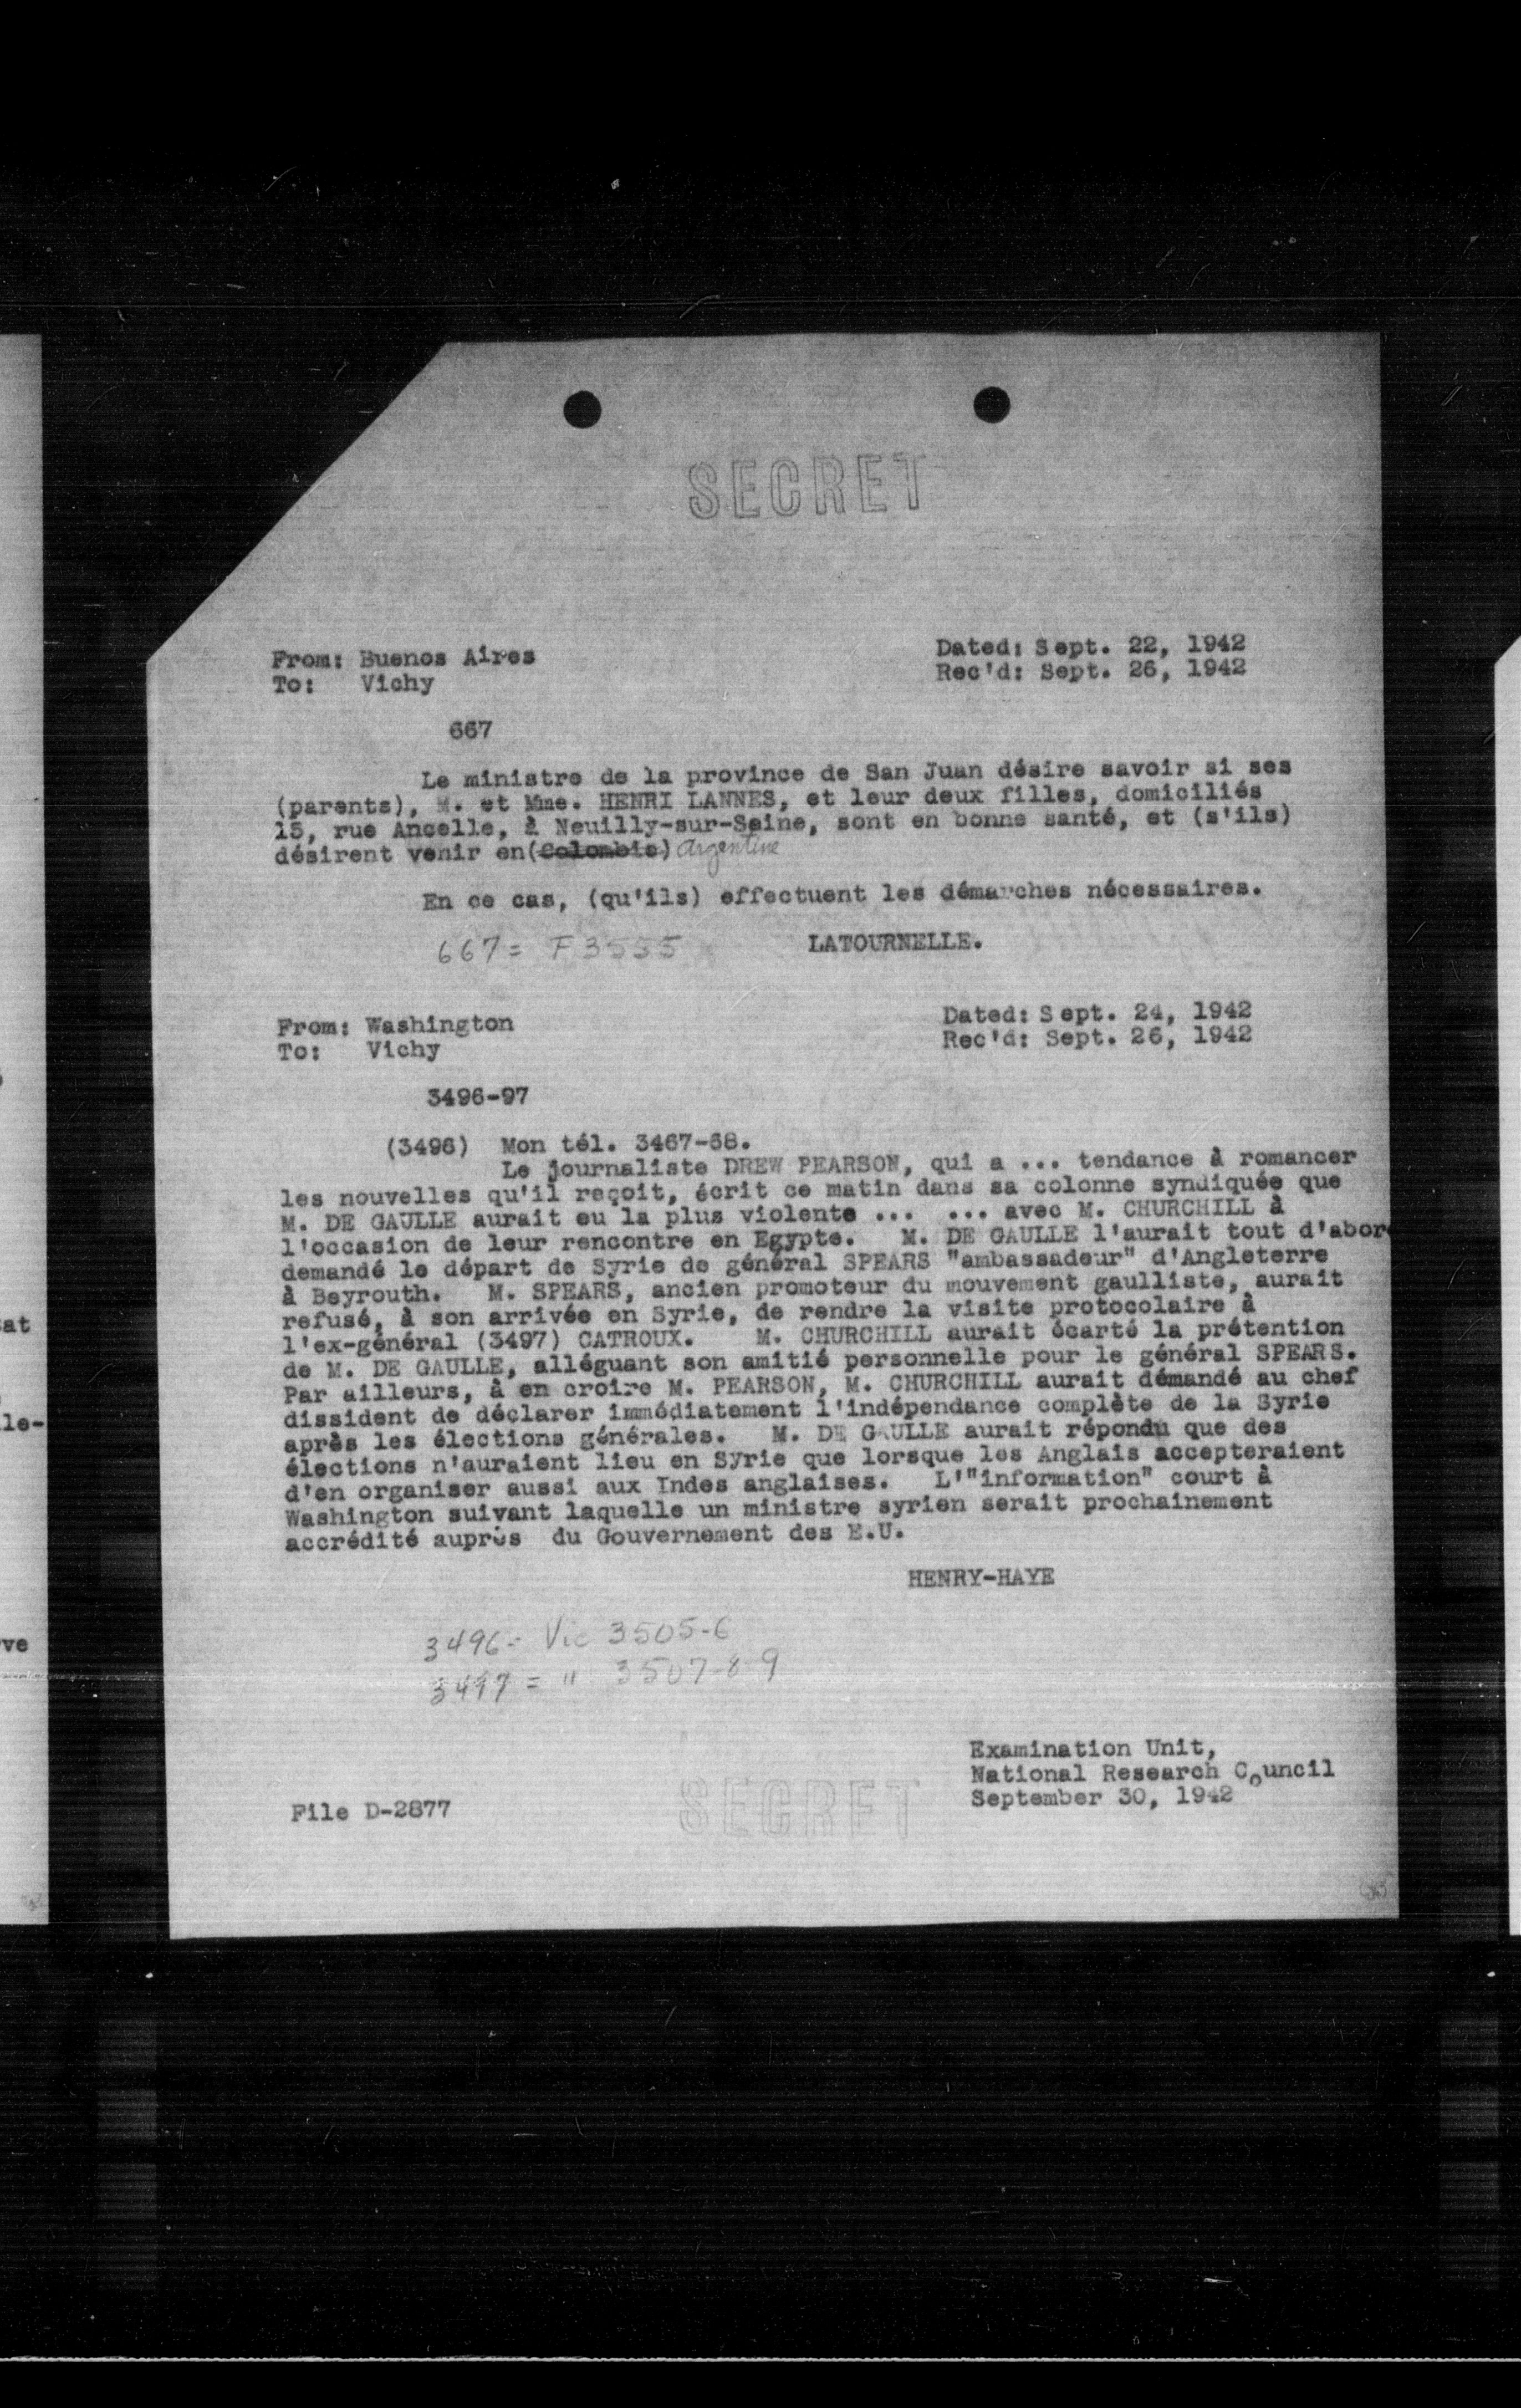 SECRET
From: Buenos Aires
To: Vichy
Dated: Sept. 22, 1942
Rec'd: Sept. 26, 1942
667
Le ministre de la province de San Juan désire savoir si ses
(parents), M. et Mme. HENRI LANNES, et leur deux filles, domiciliés
15, rue Ancelle, à Neuilly-sur-Seine, sont en bonne santé, et (s'ils)
désirent venir en (Colombie) Argentine
En ce cas, (qu'ils) effectuent les démarches nécessaires.
667 = F 3555
LATOURNELLE.
From: Washington
To: Vichy
Dated: Sept. 24, 1942
Rec'd: Sept. 26, 1942
3496-97
(3496) Mon tél. 3467-68.
Le journaliste DREW PEARSON, qui a ... tendance à romancer
les nouvelles qu'il reçoit, écrit ce matin dans sa colonne syndiquée que
M. DE GAULLE aurait eu la plus violente ... ... avec M. CHURCHILL à
l'occasion de leur rencontre en Egypte. M. DE GAULLE l'aurait tout d'abor
demandé le départ de Syrie de général SPEARS "ambassadeur" d'Angleterre
à Beyrouth. M. SPEARS, ancien promoteur du mouvement gaulliste, aurait
refusé, à son arrivée en Syrie, de rendre la visite protocolaire à
l'ex-général (3497) CATROUX. M. CHURCHILL aurait écarté la prétention
de M. DE GAULLE, alléguant son amitié personnelle pour le général SPEARS.
Par ailleurs, à en croire M. PEARSON, M. CHURCHILL aurait démandé au chef
dissident de déclarer immédiatement l'indépendance complète de la Syrie
après les élections générales. M. DE GAULLE aurait répondu que des
élections n'auraient lieu en Syrie que lorsque les Anglais accepteraient
d'en organiser aussi aux Indes anglaises. L'"information" court à
Washington suivant laquelle un ministre syrien serait prochainement
accrédité auprès du Gouvernement des E.U.
HENRY-HAYE
3496 = Vic 3505-6
3497 = " 3507-8-9
Examination Unit,
National Research Council
September 30, 1942
File D-2877
SECRET
at
le-
ve